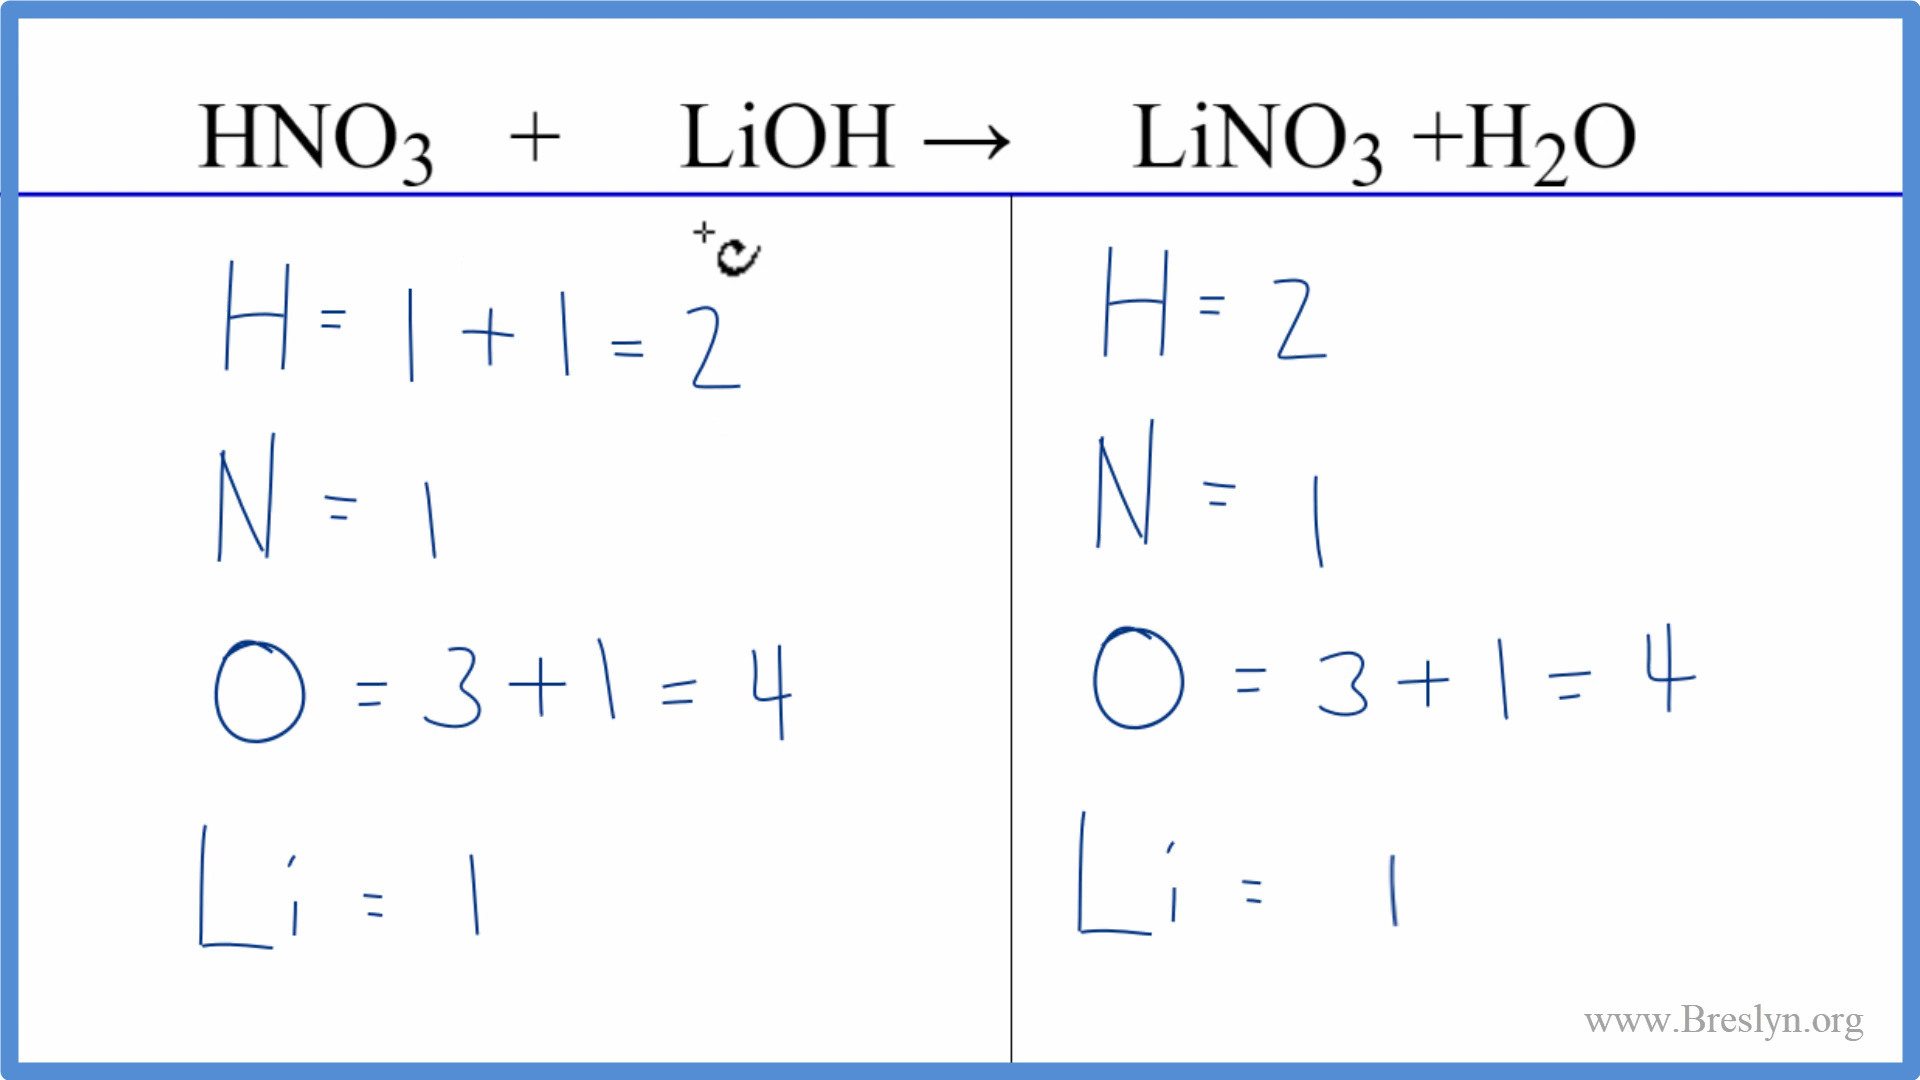 HNO₃ + LiOH → LiNO₃ +H₂O
H = 1 + 1 = 2
N = 1
O = 3 + 1 = 4
Li = 1
H = 2
N = 1
O = 3 + 1 = 4
Li = 1
www.Breslyn.org